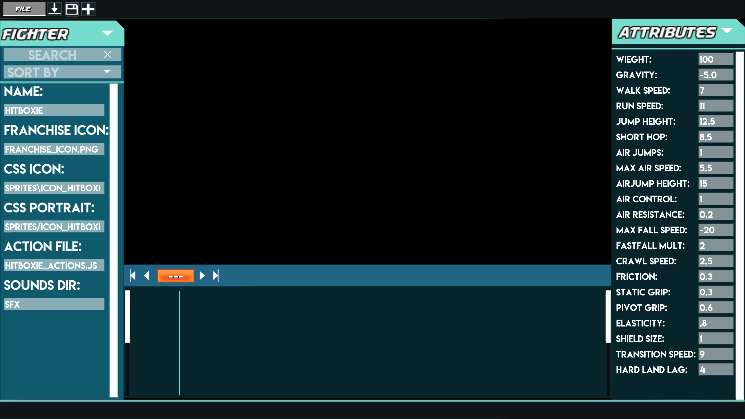 FILE
FIGHTER
SEARCH
SORT BY
NAME:
HITBOXIE
FRANCHISE ICON:
FRANCHISE_ICON.PNG
CSS ICON:
SPRITES\ICON_HITBOXI
CSS PORTRAIT:
SPRITES/ICON_HITBOXI
ACTION FILE:
HITBOXIE_ACTIONS.JS
SOUNDS DIR:
SFX
---
ATTRIBUTES
WIEGHT: 100
GRAVITY: -5.0
WALK SPEED: 7
RUN SPEED: 11
JUMP HEIGHT: 12.5
SHORT HOP: 8.5
AIR JUMPS: 1
MAX AIR SPEED: 5.5
AIRJUMP HEIGHT: 15
AIR CONTROL: 1
AIR RESISTANCE: 0.2
MAX FALL SPEED: -20
FASTFALL MULT: 2
CRAWL SPEED: 2.5
FRICTION: 0.3
STATIC GRIP: 0.3
PIVOT GRIP: 0.6
ELASTICITY: .8
SHIELD SIZE: 1
TRANSITION SPEED: 9
HARD LAND LAG: 4